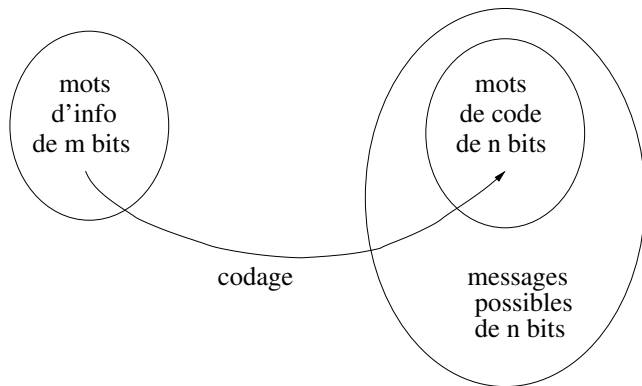 mots
d'info
de m bits
mots
de code
de n bits
codage
messages
possibles
de n bits